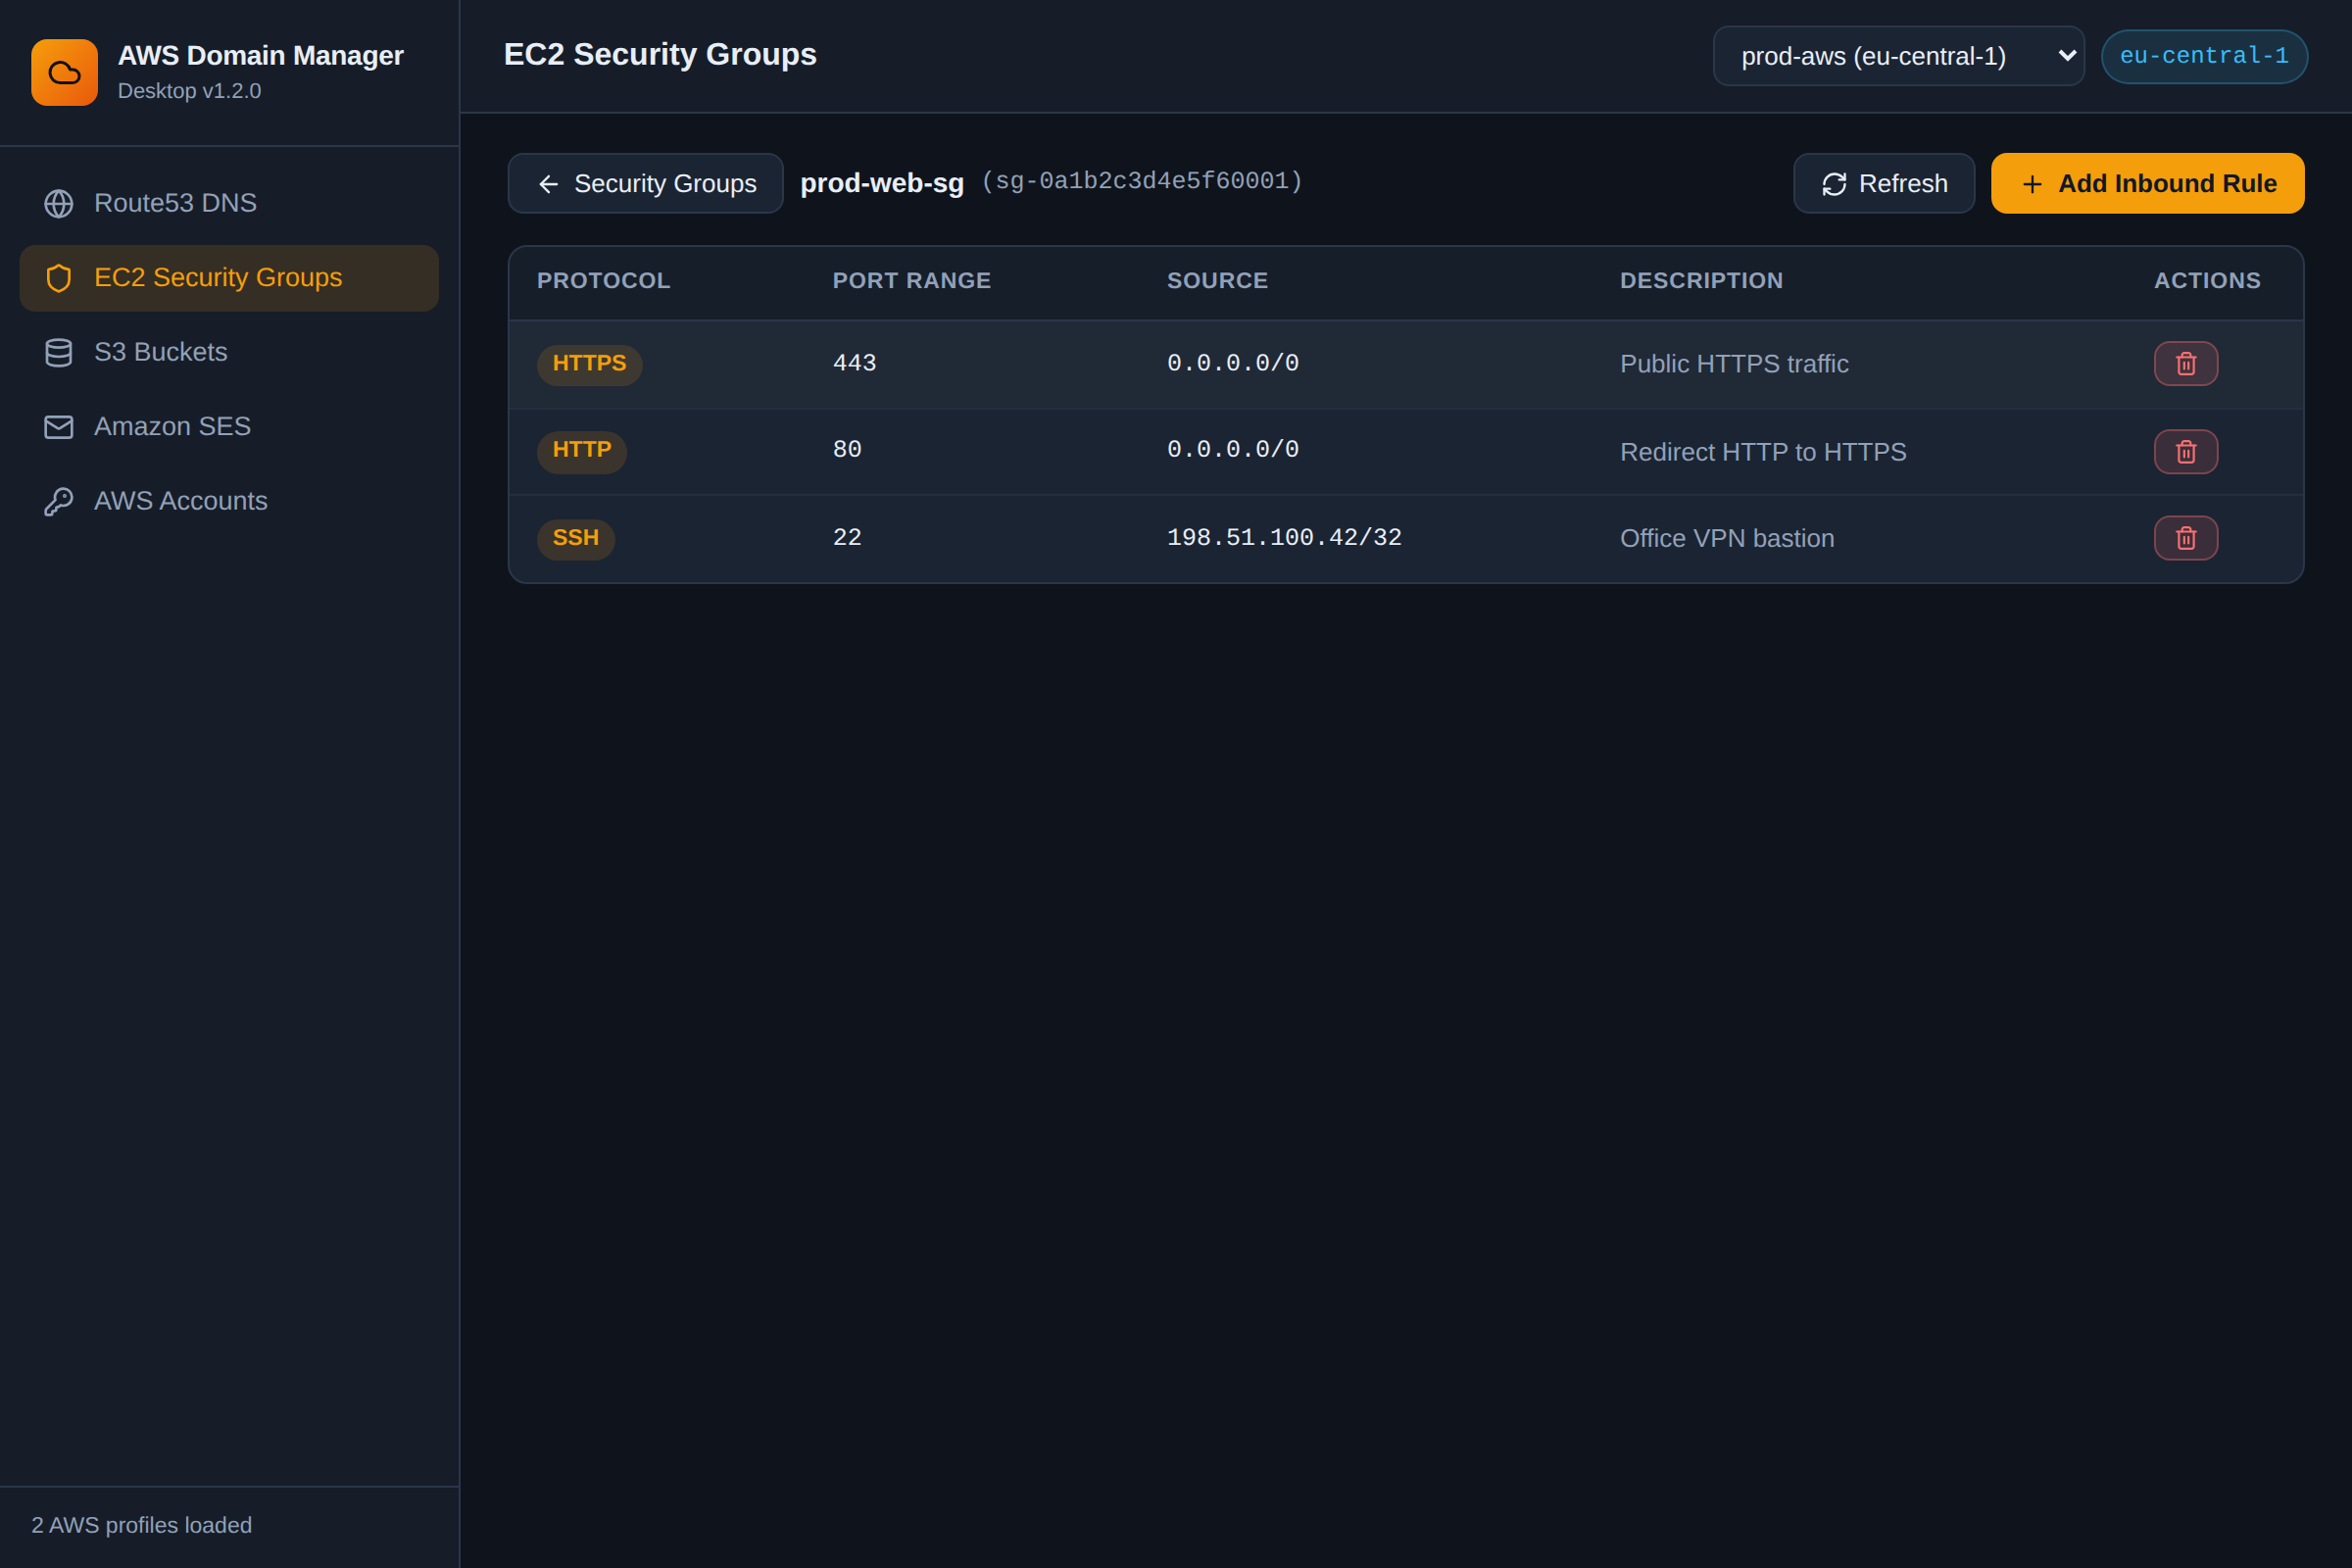 AWS Domain Manager
Desktop v1.2.0
Route53 DNS
EC2 Security Groups
S3 Buckets
Amazon SES
AWS Accounts
2 AWS profiles loaded
EC2 Security Groups
prod-aws (eu-central-1)
eu-central-1
Security Groups
prod-web-sg (sg-0a1b2c3d4e5f60001)
Refresh
Add Inbound Rule
PROTOCOL PORT RANGE SOURCE DESCRIPTION ACTIONS
HTTPS 443 0.0.0.0/0 Public HTTPS traffic
HTTP 80 0.0.0.0/0 Redirect HTTP to HTTPS
SSH 22 198.51.100.42/32 Office VPN bastion